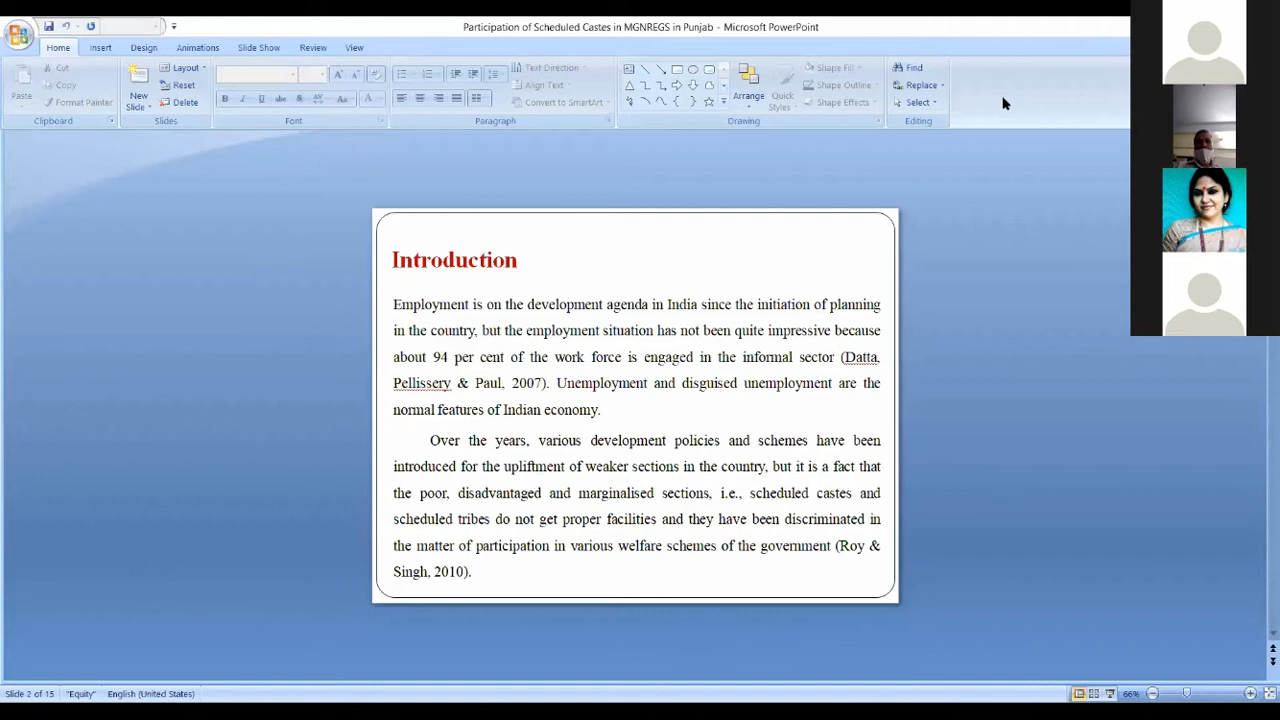 Participation of Scheduled Castes in MGNREGS in Punjab - Microsoft PowerPoint
Home Insert Design Animations Slide Show Review View
Paste
Cut
Copy
Format Painter
Clipboard
New Slide
Layout
Reset
Delete
Slides
Font
Text Direction
Align Text
Convert to SmartArt
Paragraph
Arrange
Quick Styles
Shape Fill
Shape Outline
Shape Effects
Drawing
Find
Replace
Select
Editing
Introduction
Employment is on the development agenda in India since the initiation of planning
in the country, but the employment situation has not been quite impressive because
about 94 per cent of the work force is engaged in the informal sector (Datta,
Pellissery & Paul, 2007). Unemployment and disguised unemployment are the
normal features of Indian economy.
Over the years, various development policies and schemes have been
introduced for the upliftment of weaker sections in the country, but it is a fact that
the poor, disadvantaged and marginalised sections, i.e., scheduled castes and
scheduled tribes do not get proper facilities and they have been discriminated in
the matter of participation in various welfare schemes of the government (Roy &
Singh, 2010).
Slide 2 of 15 "Equity" English (United States) 66%